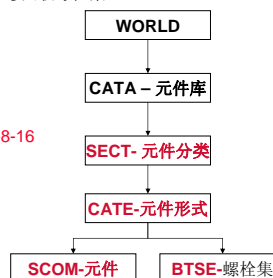 WORLD
CATA – 元件库
8-16
SECT- 元件分类
CATE-元件形式
SCOM-元件
BTSE-螺栓集